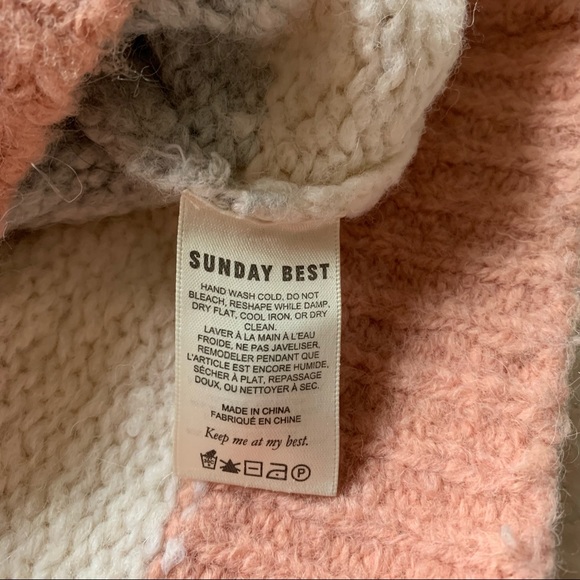 SUNDAY BEST
HAND WASH COLD, DO NOT
BLEACH, RESHAPE WHILE DAMP,
DRY FLAT, COOL IRON, OR DRY
CLEAN.
LAVER À LA MAIN À L'EAU
FROIDE, NE PAS JAVELISER,
REMODELER PENDANT QUE
L'ARTICLE EST ENCORE HUMIDE,
SÉCHER À PLAT, REPASSAGE
DOUX, OU NETTOYER À SEC.
MADE IN CHINA
FABRIQUÉ EN CHINE
Keep me at my best.
P